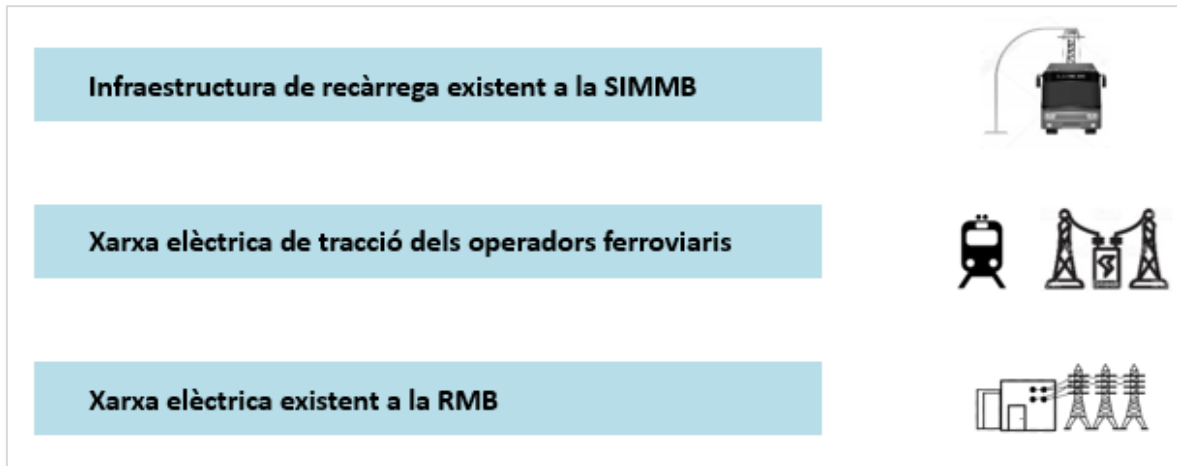 Infraestructura de recàrrega existent a la SIMMB
Xarxa elèctrica de tracció dels operadors ferroviaris
Xarxa elèctrica existent a la RMB